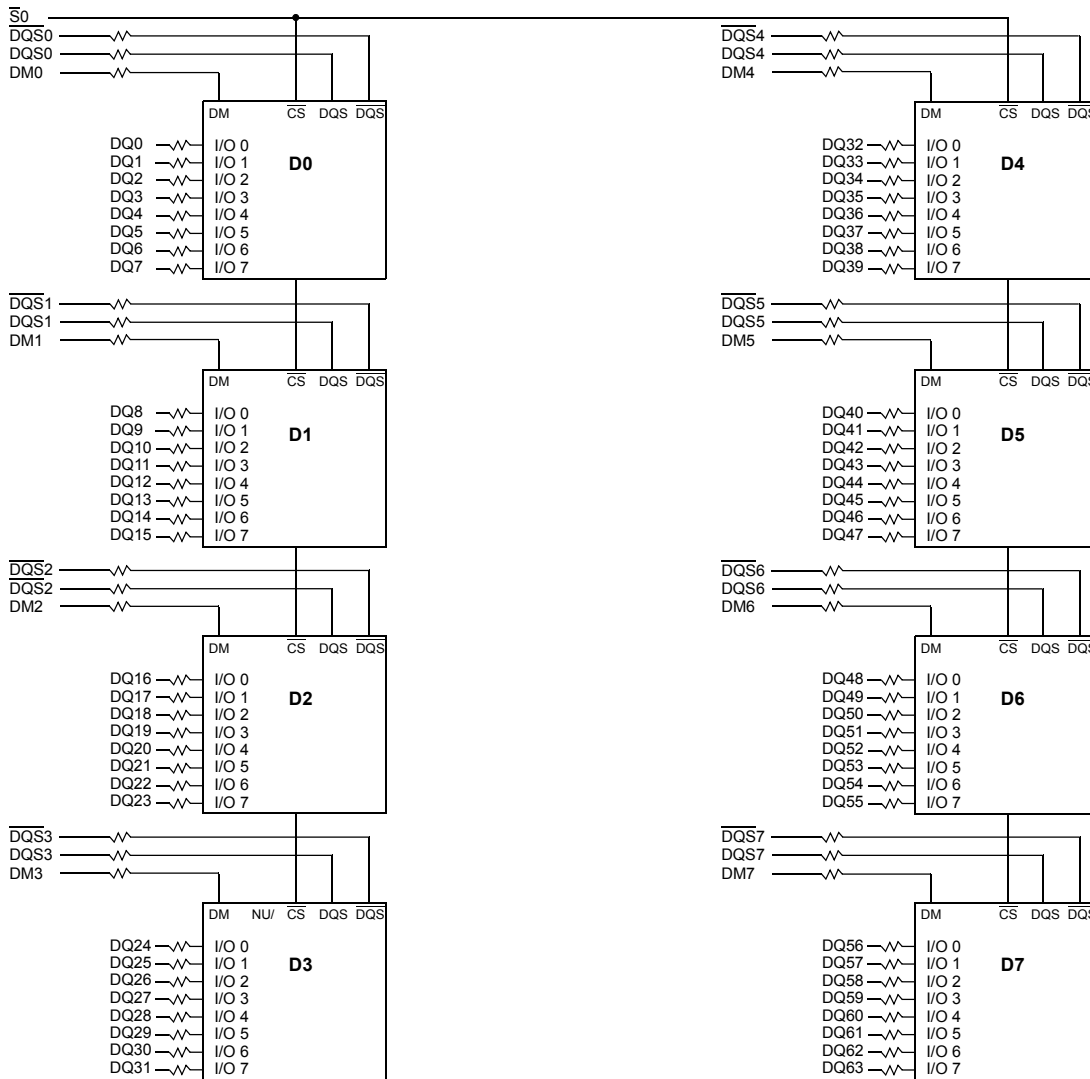 S0
DQS0
DQS0
DM0
DM CS DQS DQS
DQ0 I/O 0
DQ1 I/O 1 D0
DQ2 I/O 2
DQ3 I/O 3
DQ4 I/O 4
DQ5 I/O 5
DQ6 I/O 6
DQ7 I/O 7
DQS1
DQS1
DM1
DM CS DQS DQS
DQ8 I/O 0
DQ9 I/O 1 D1
DQ10 I/O 2
DQ11 I/O 3
DQ12 I/O 4
DQ13 I/O 5
DQ14 I/O 6
DQ15 I/O 7
DQS2
DQS2
DM2
DM CS DQS DQS
DQ16 I/O 0
DQ17 I/O 1 D2
DQ18 I/O 2
DQ19 I/O 3
DQ20 I/O 4
DQ21 I/O 5
DQ22 I/O 6
DQ23 I/O 7
DQS3
DQS3
DM3
DM NU/ CS DQS DQS
DQ24 I/O 0
DQ25 I/O 1 D3
DQ26 I/O 2
DQ27 I/O 3
DQ28 I/O 4
DQ29 I/O 5
DQ30 I/O 6
DQ31 I/O 7
DQS4
DQS4
DM4
DM CS DQS DQS
DQ32 I/O 0
DQ33 I/O 1 D4
DQ34 I/O 2
DQ35 I/O 3
DQ36 I/O 4
DQ37 I/O 5
DQ38 I/O 6
DQ39 I/O 7
DQS5
DQS5
DM5
DM CS DQS DQS
DQ40 I/O 0
DQ41 I/O 1 D5
DQ42 I/O 2
DQ43 I/O 3
DQ44 I/O 4
DQ45 I/O 5
DQ46 I/O 6
DQ47 I/O 7
DQS6
DQS6
DM6
DM CS DQS DQS
DQ48 I/O 0
DQ49 I/O 1 D6
DQ50 I/O 2
DQ51 I/O 3
DQ52 I/O 4
DQ53 I/O 5
DQ54 I/O 6
DQ55 I/O 7
DQS7
DQS7
DM7
DM CS DQS DQS
DQ56 I/O 0
DQ57 I/O 1 D7
DQ58 I/O 2
DQ59 I/O 3
DQ60 I/O 4
DQ61 I/O 5
DQ62 I/O 6
DQ63 I/O 7